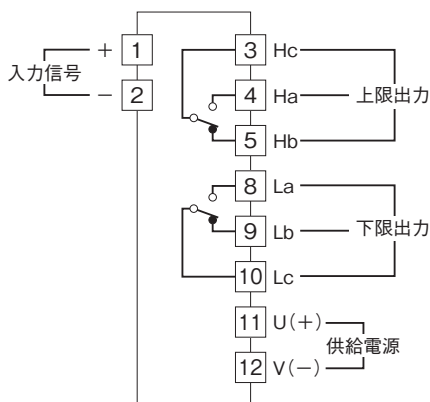 入力信号
+ 1
− 2
3 Hc
4 Ha
5 Hb
上限出力
8 La
9 Lb
10 Lc
下限出力
11 U(+)
12 V(−)
供給電源